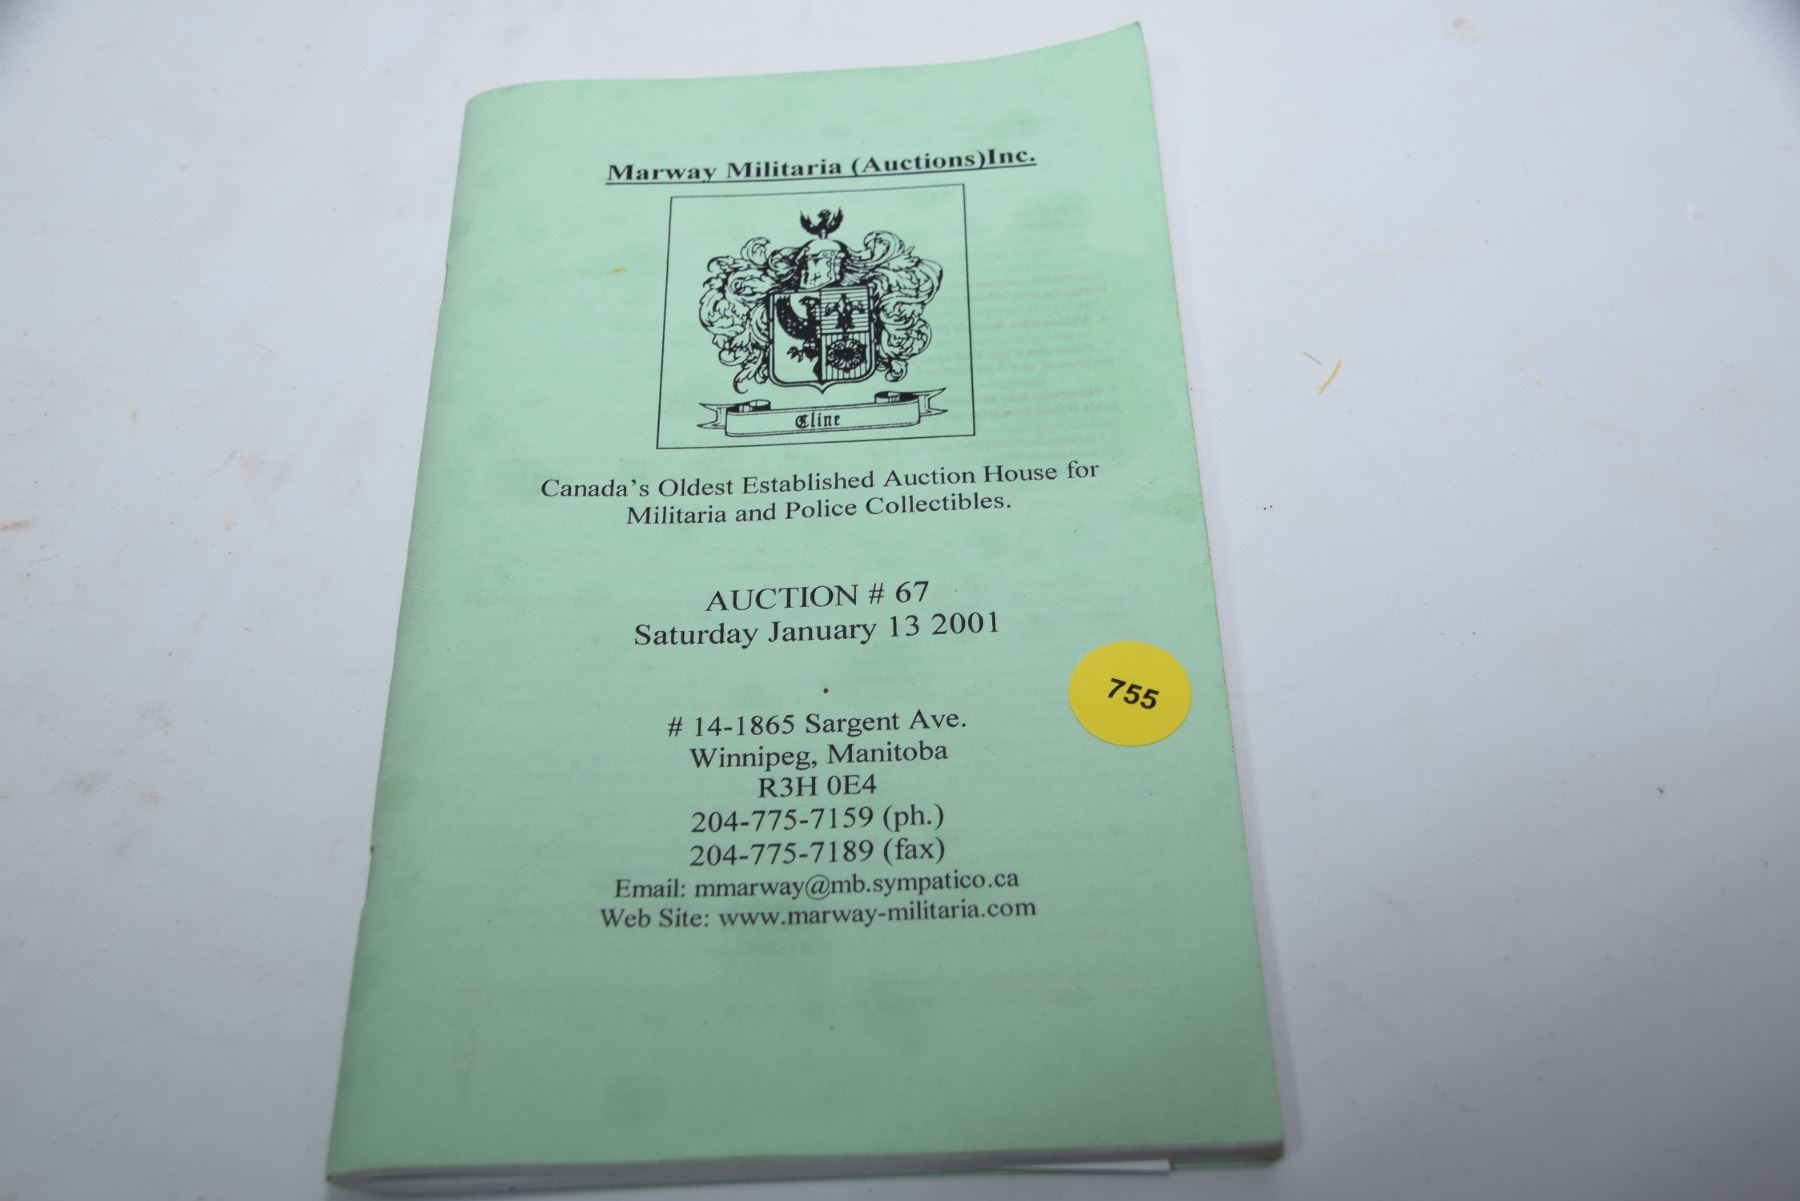 Marway Militaria (Auctions)Inc.
Cline
Canada's Oldest Established Auction House for
Militaria and Police Collectibles.
AUCTION # 67
Saturday January 13 2001
755
# 14-1865 Sargent Ave.
Winnipeg, Manitoba
R3H 0E4
204-775-7159 (ph.)
204-775-7189 (fax)
Email: mmarway@mb.sympatico.ca
Web Site: www.marway-militaria.com